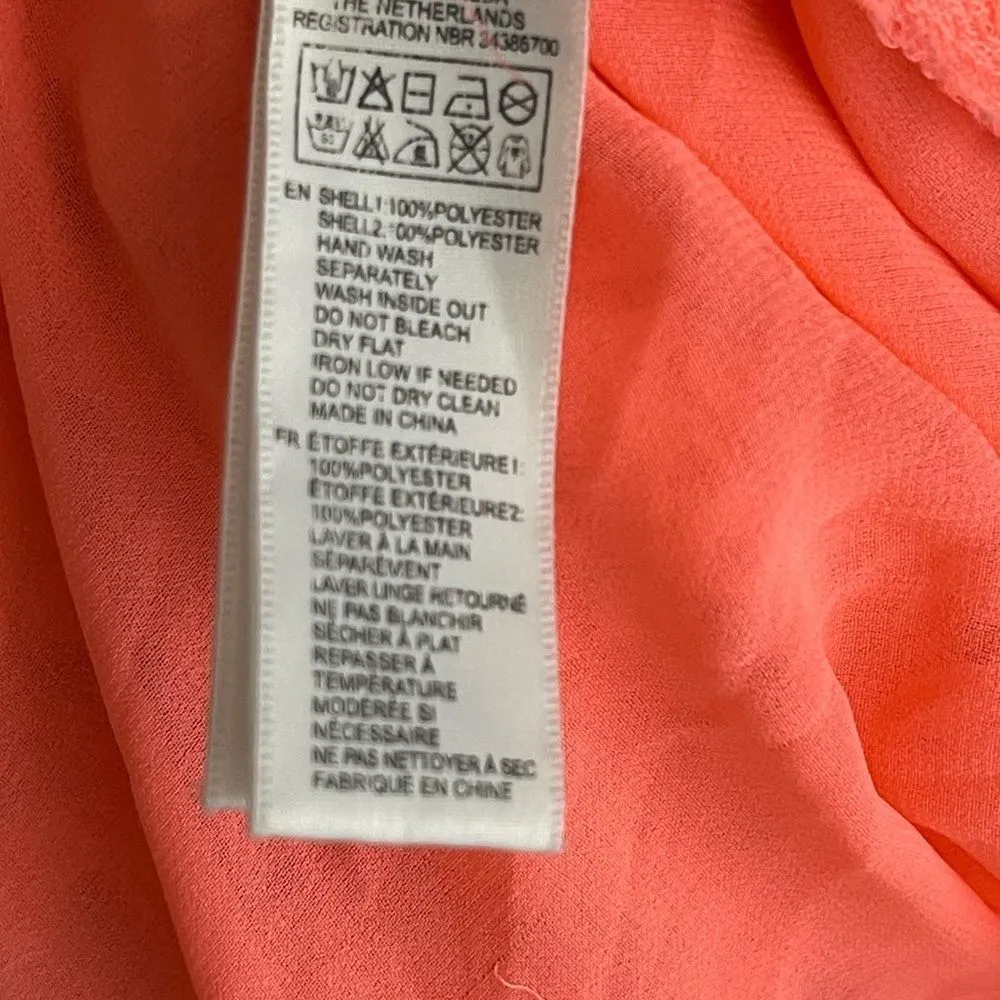 THE NETHERLANDS
REGISTRATION NBR 34386700
EN SHELL1:100%POLYESTER
SHELL2:100%POLYESTER
HAND WASH
SEPARATELY
WASH INSIDE OUT
DO NOT BLEACH
DRY FLAT
IRON LOW IF NEEDED
DO NOT DRY CLEAN
MADE IN CHINA
FR ÉTOFFE EXTÉRIEURE1:
100%POLYESTER
ÉTOFFE EXTÉRIEURE2:
100%POLYESTER
LAVER À LA MAIN
SÉPARÉMENT
LAVER LINGE RETOURNÉ
NE PAS BLANCHIR
SÉCHER À PLAT
REPASSER À
TEMPÉRATURE
MODÉRÉE SI
NÉCESSAIRE
NE PAS NETTOYER À SEC
FABRIQUÉ EN CHINE